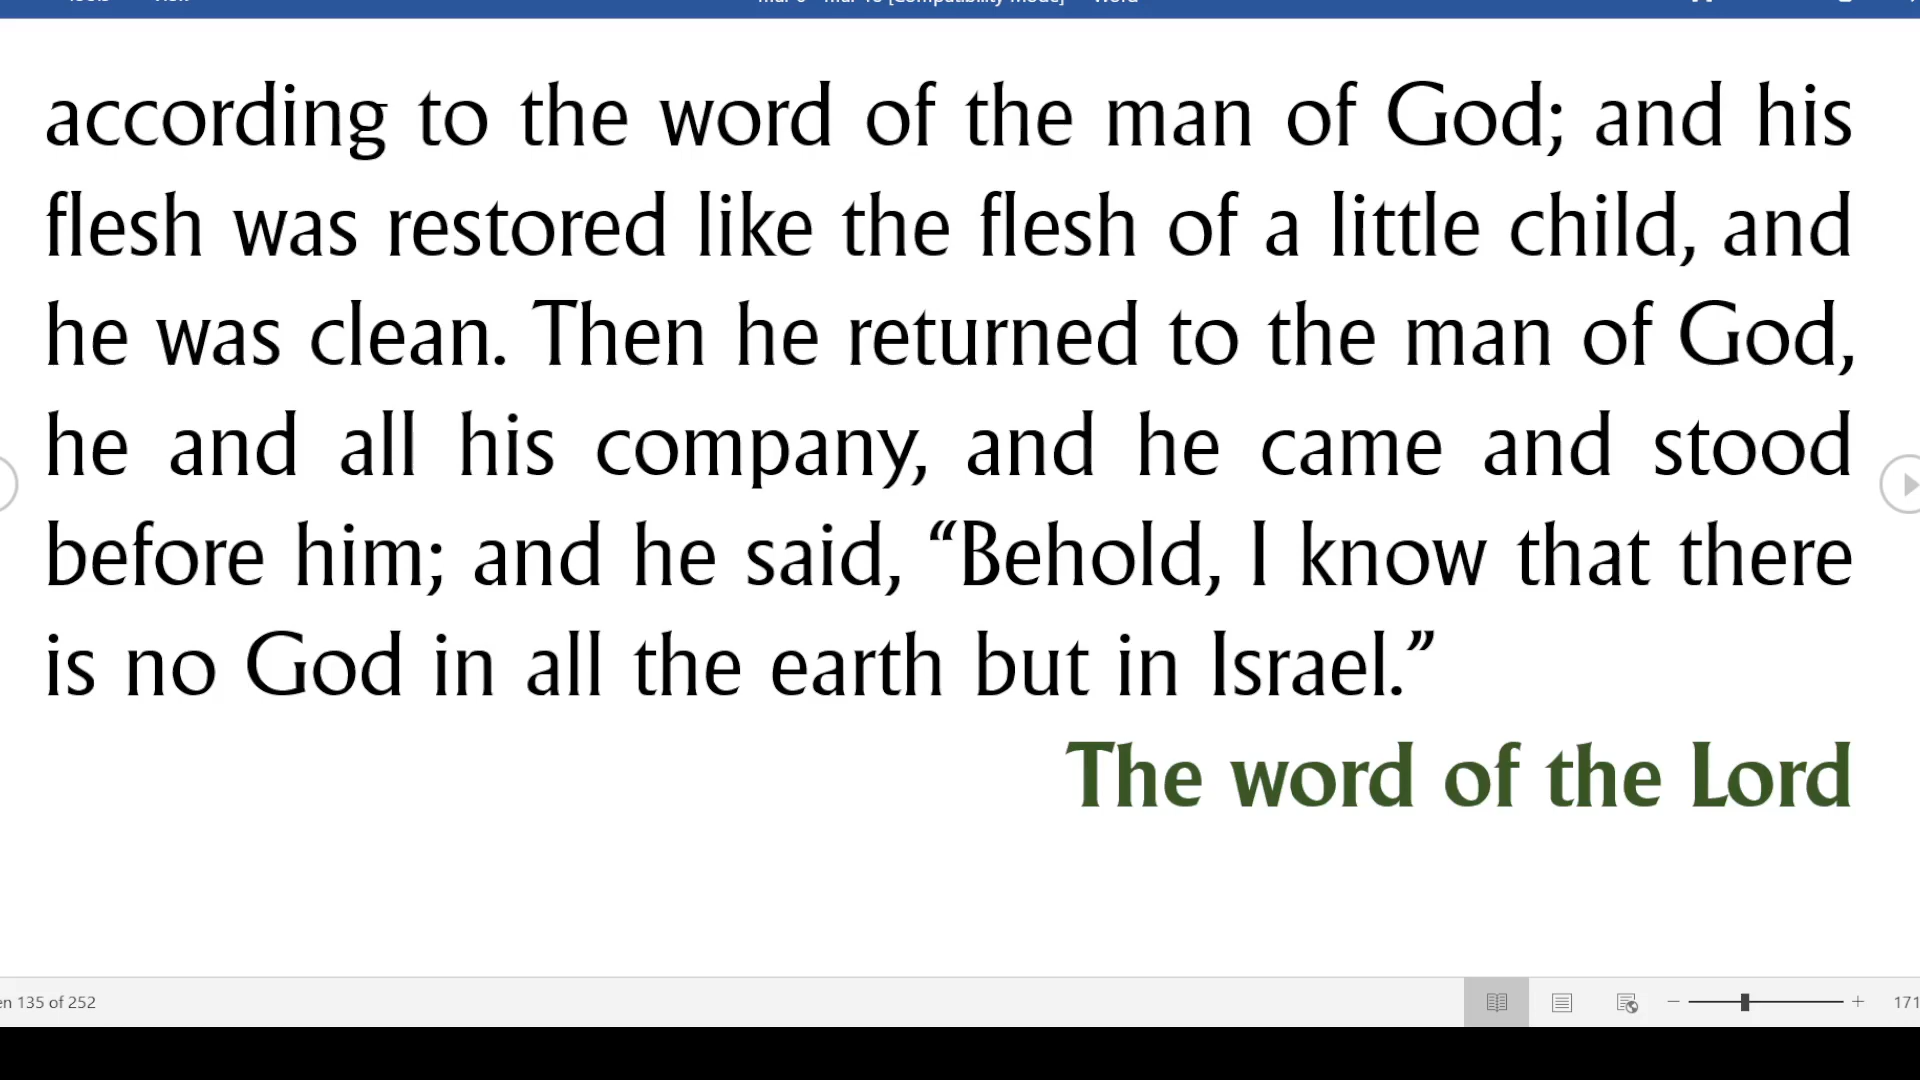 according to the word of the man of God; and his
flesh was restored like the flesh of a little child, and
he was clean. Then he returned to the man of God,
he and all his company, and he came and stood
before him; and he said, “Behold, I know that there
is no God in all the earth but in Israel.”
The word of the Lord
135 of 252
171